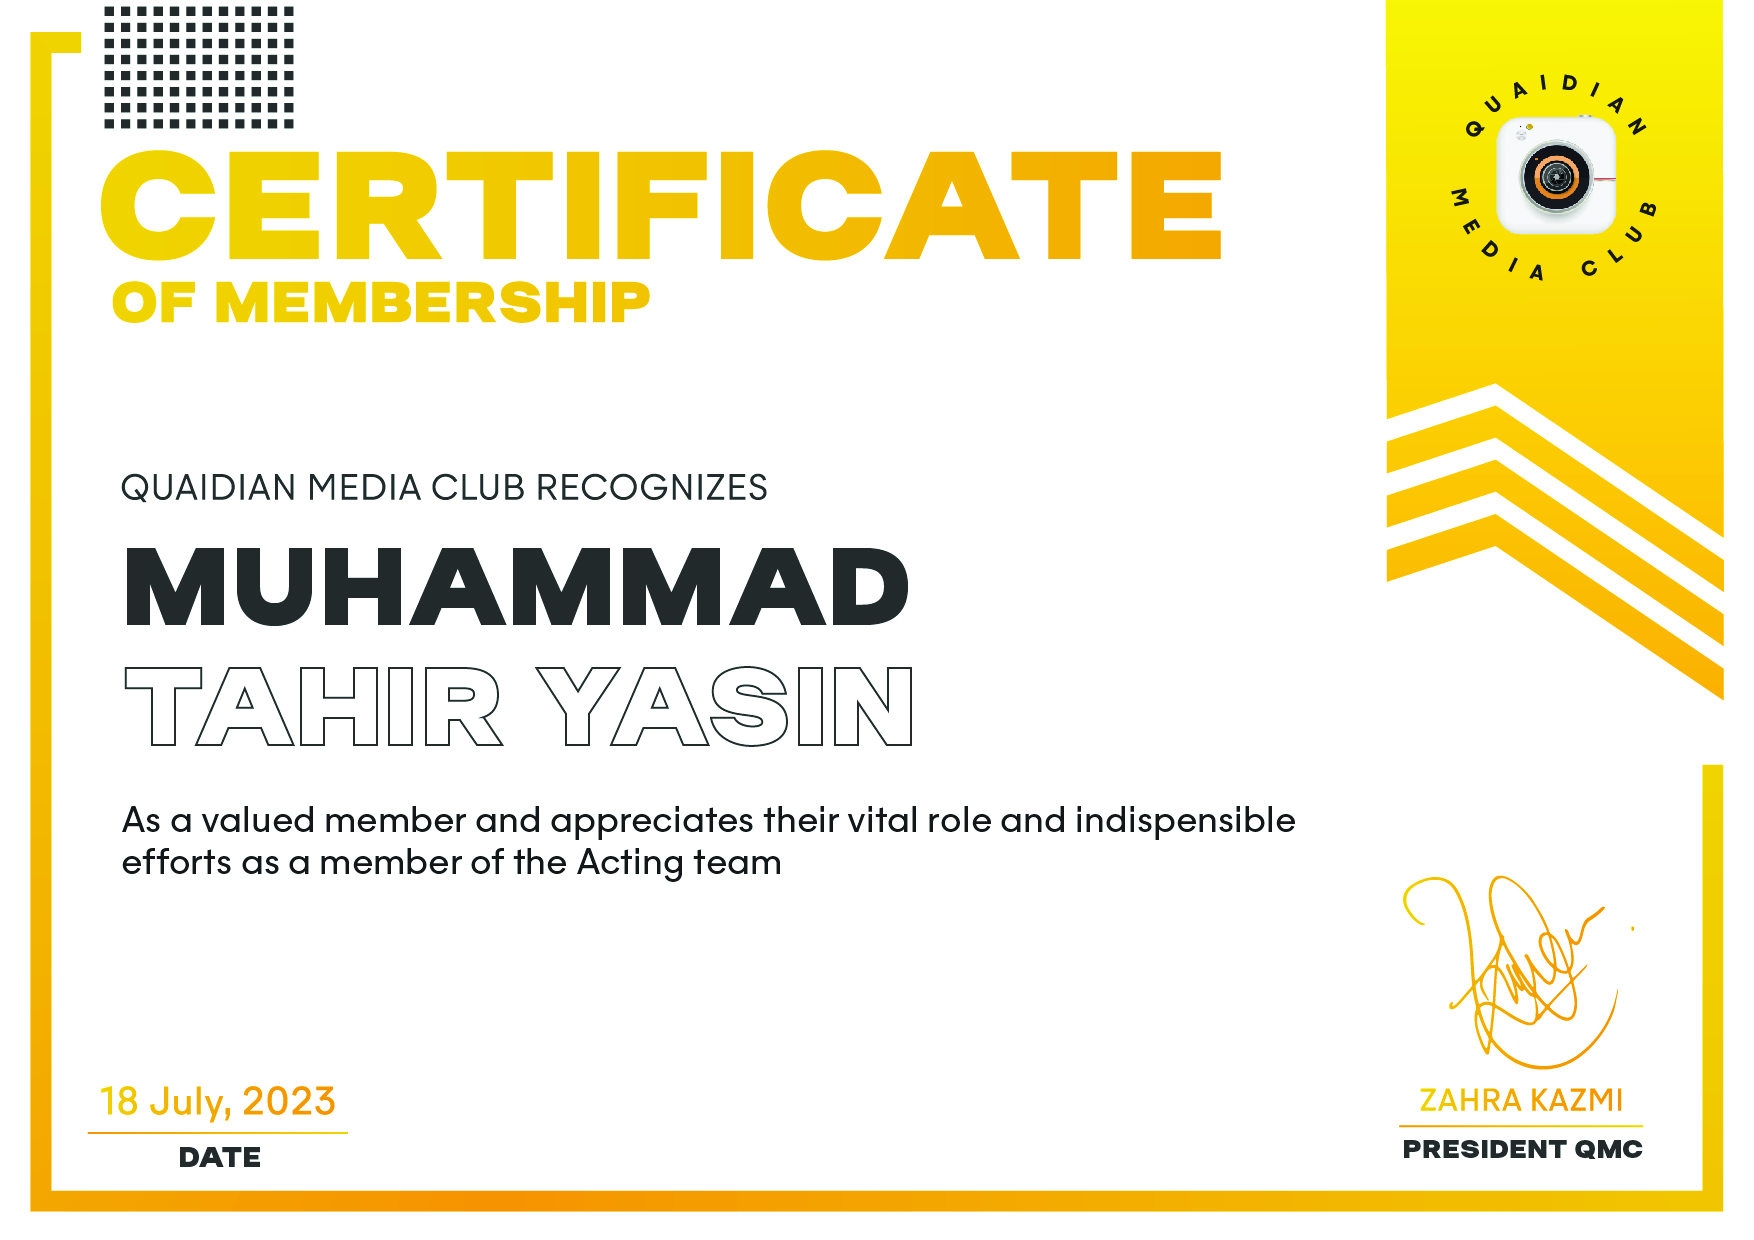 QUAIDIAN
MEDIA CLUB
CERTIFICATE
OF MEMBERSHIP
QUAIDIAN MEDIA CLUB RECOGNIZES
MUHAMMAD
TAHIR YASIN
As a valued member and appreciates their vital role and indispensible
efforts as a member of the Acting team
18 July, 2023
DATE
ZAHRA KAZMI
PRESIDENT QMC